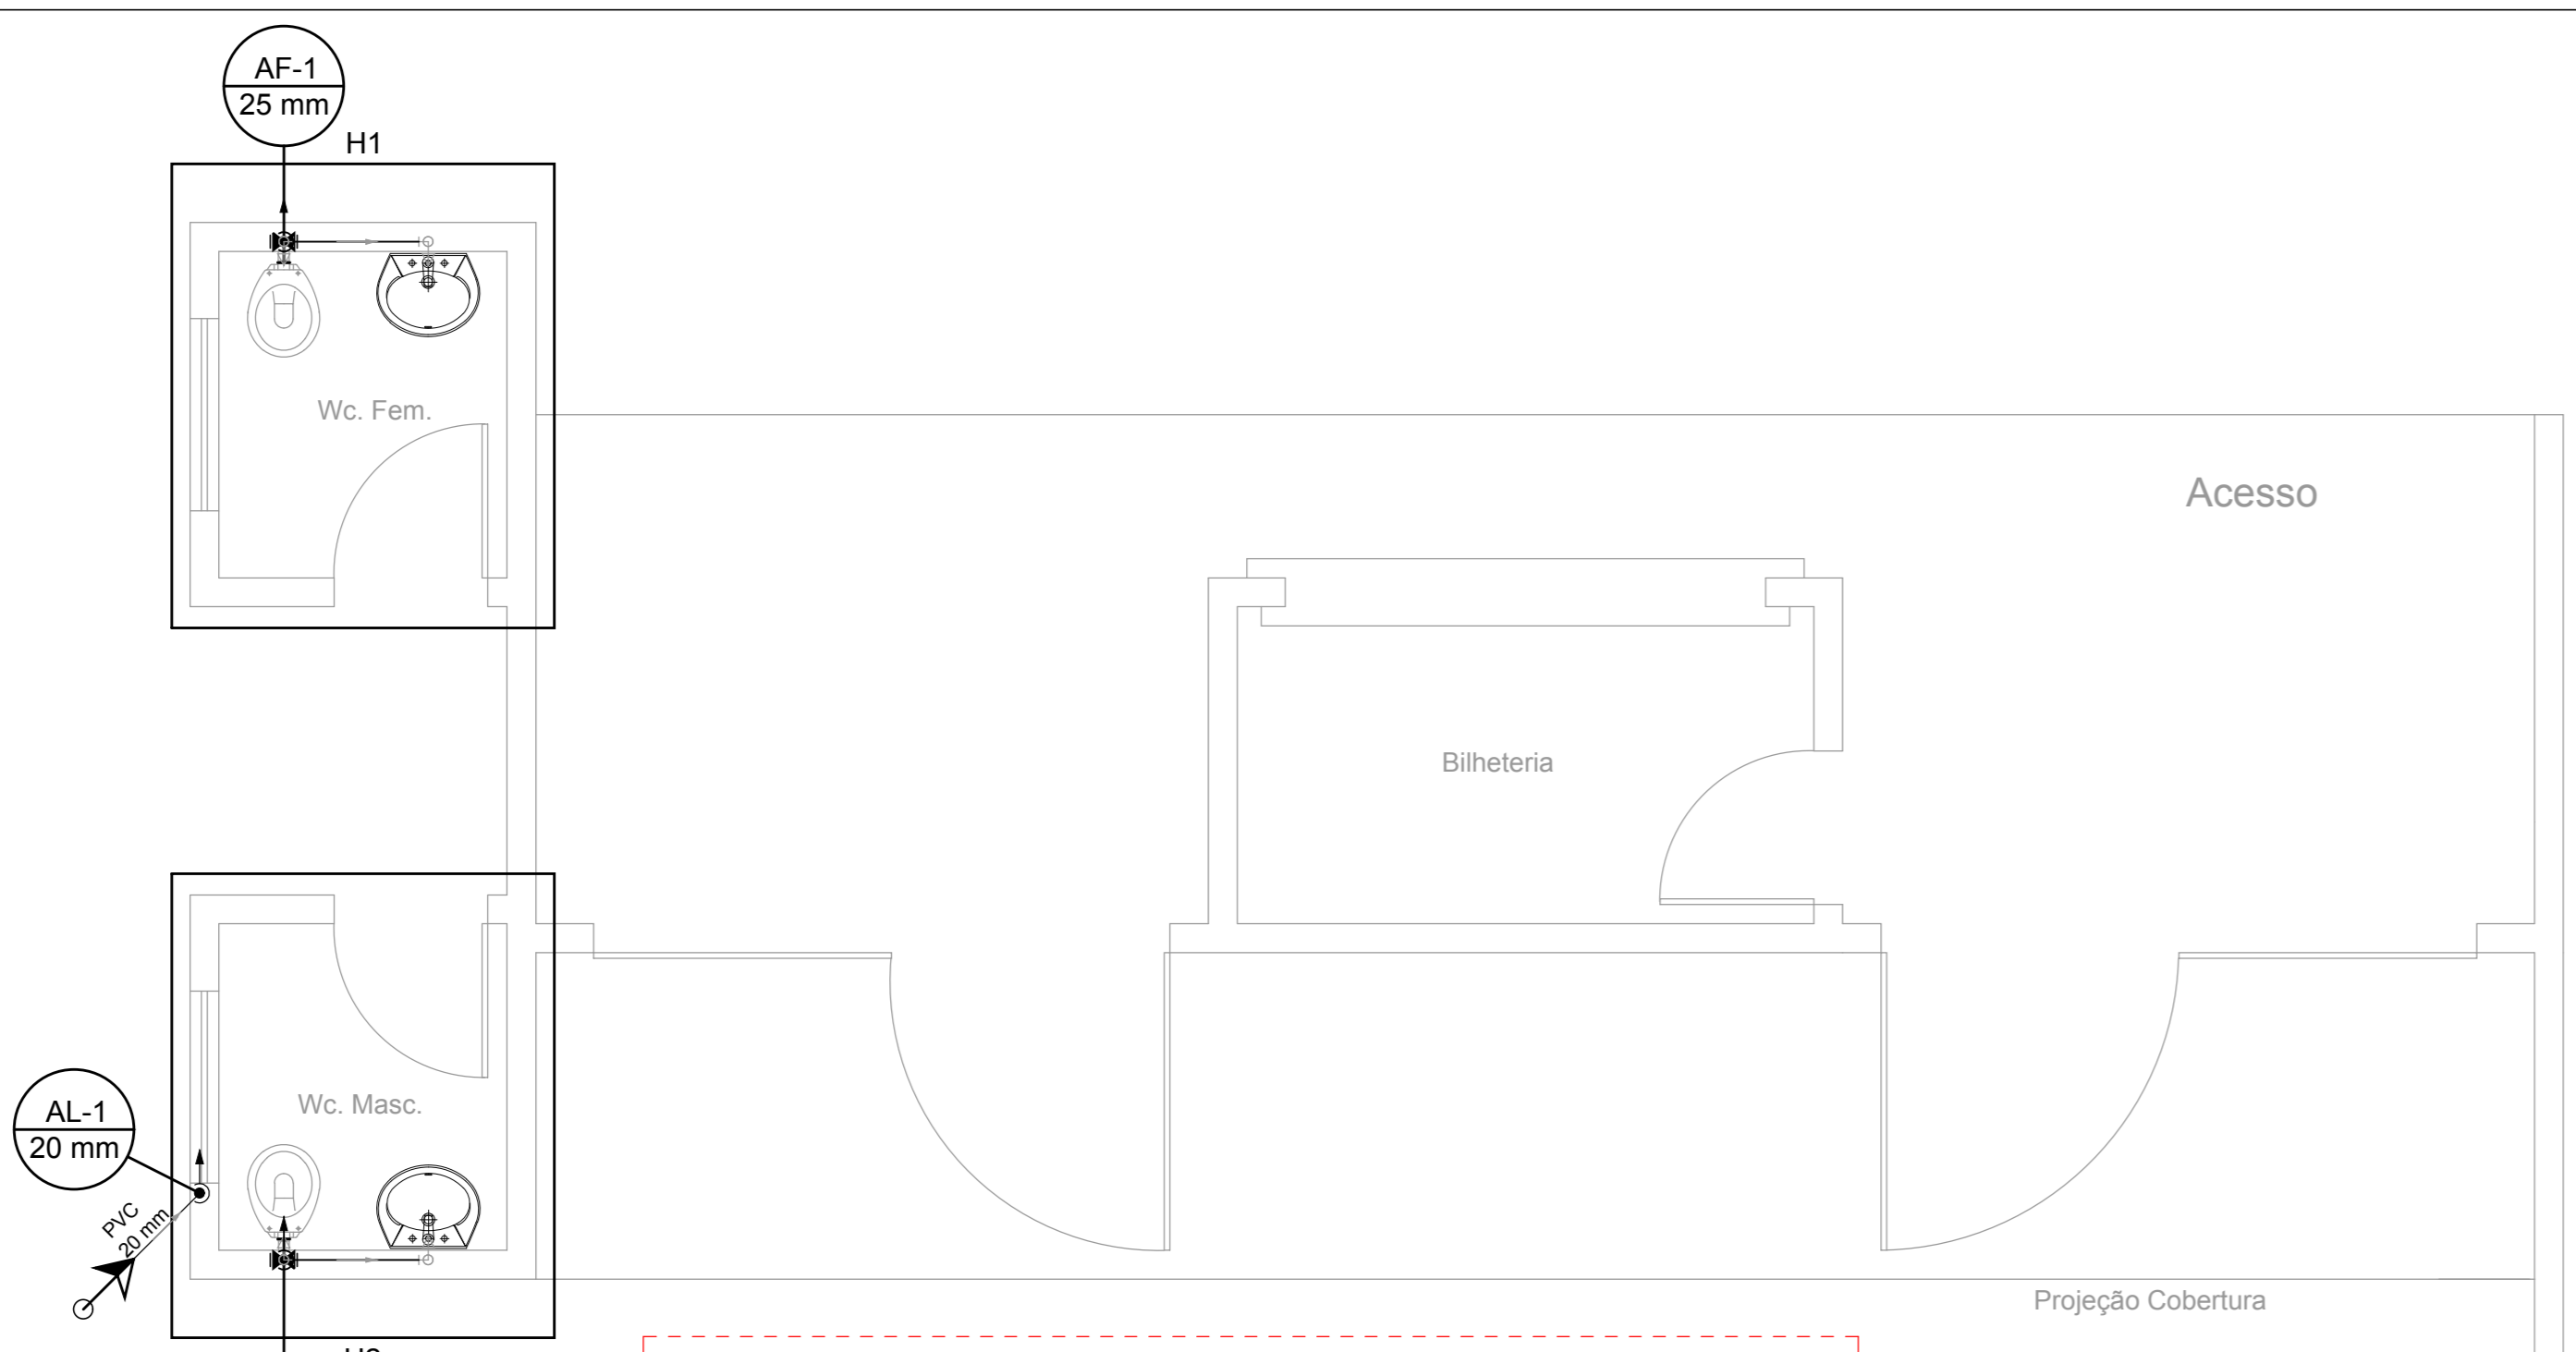 AF-1
25 mm
H1
Wc. Fem.
Acesso
Bilheteria
Wc. Masc.
AL-1
20 mm
PVC
20 mm
Projeção Cobertura